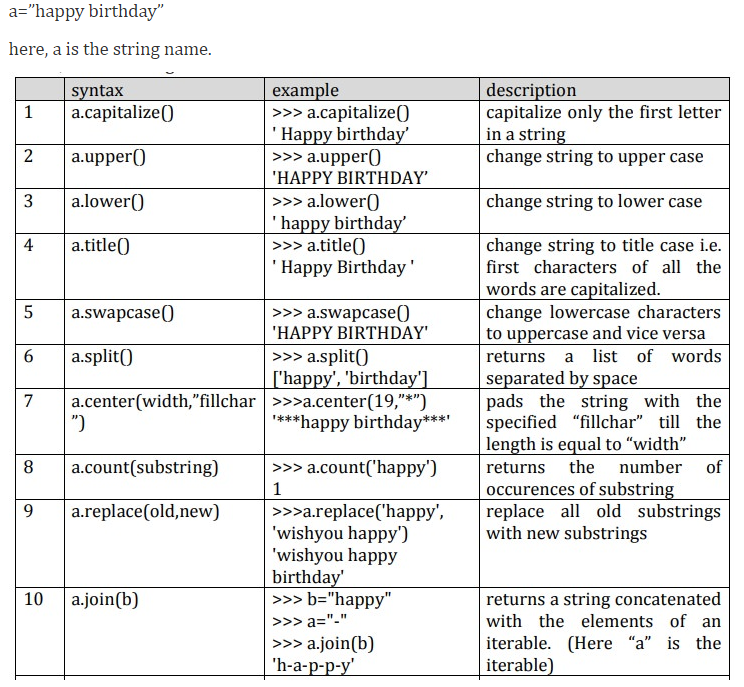 a=”happy birthday”
here, a is the string name.
syntax example description
1 a.capitalize() >>> a.capitalize() capitalize only the first letter
' Happy birthday’ in a string
2 a.upper() >>> a.upper() change string to upper case
'HAPPY BIRTHDAY’
3 a.lower() >>> a.lower() change string to lower case
' happy birthday’
4 a.title() >>> a.title() change string to title case i.e.
' Happy Birthday ' first characters of all the
words are capitalized.
5 a.swapcase() >>> a.swapcase() change lowercase characters
'HAPPY BIRTHDAY' to uppercase and vice versa
6 a.split() >>> a.split() returns a list of words
['happy', 'birthday'] separated by space
7 a.center(width,”fillchar >>>a.center(19,”*”) pads the string with the
”) '***happy birthday***' specified “fillchar” till the
length is equal to “width”
8 a.count(substring) >>> a.count('happy') returns the number of
1 occurences of substring
9 a.replace(old,new) >>>a.replace('happy', replace all old substrings
'wishyou happy') with new substrings
'wishyou happy
birthday'
10 a.join(b) >>> b="happy" returns a string concatenated
>>> a="-" with the elements of an
>>> a.join(b) iterable. (Here “a” is the
'h-a-p-p-y' iterable)